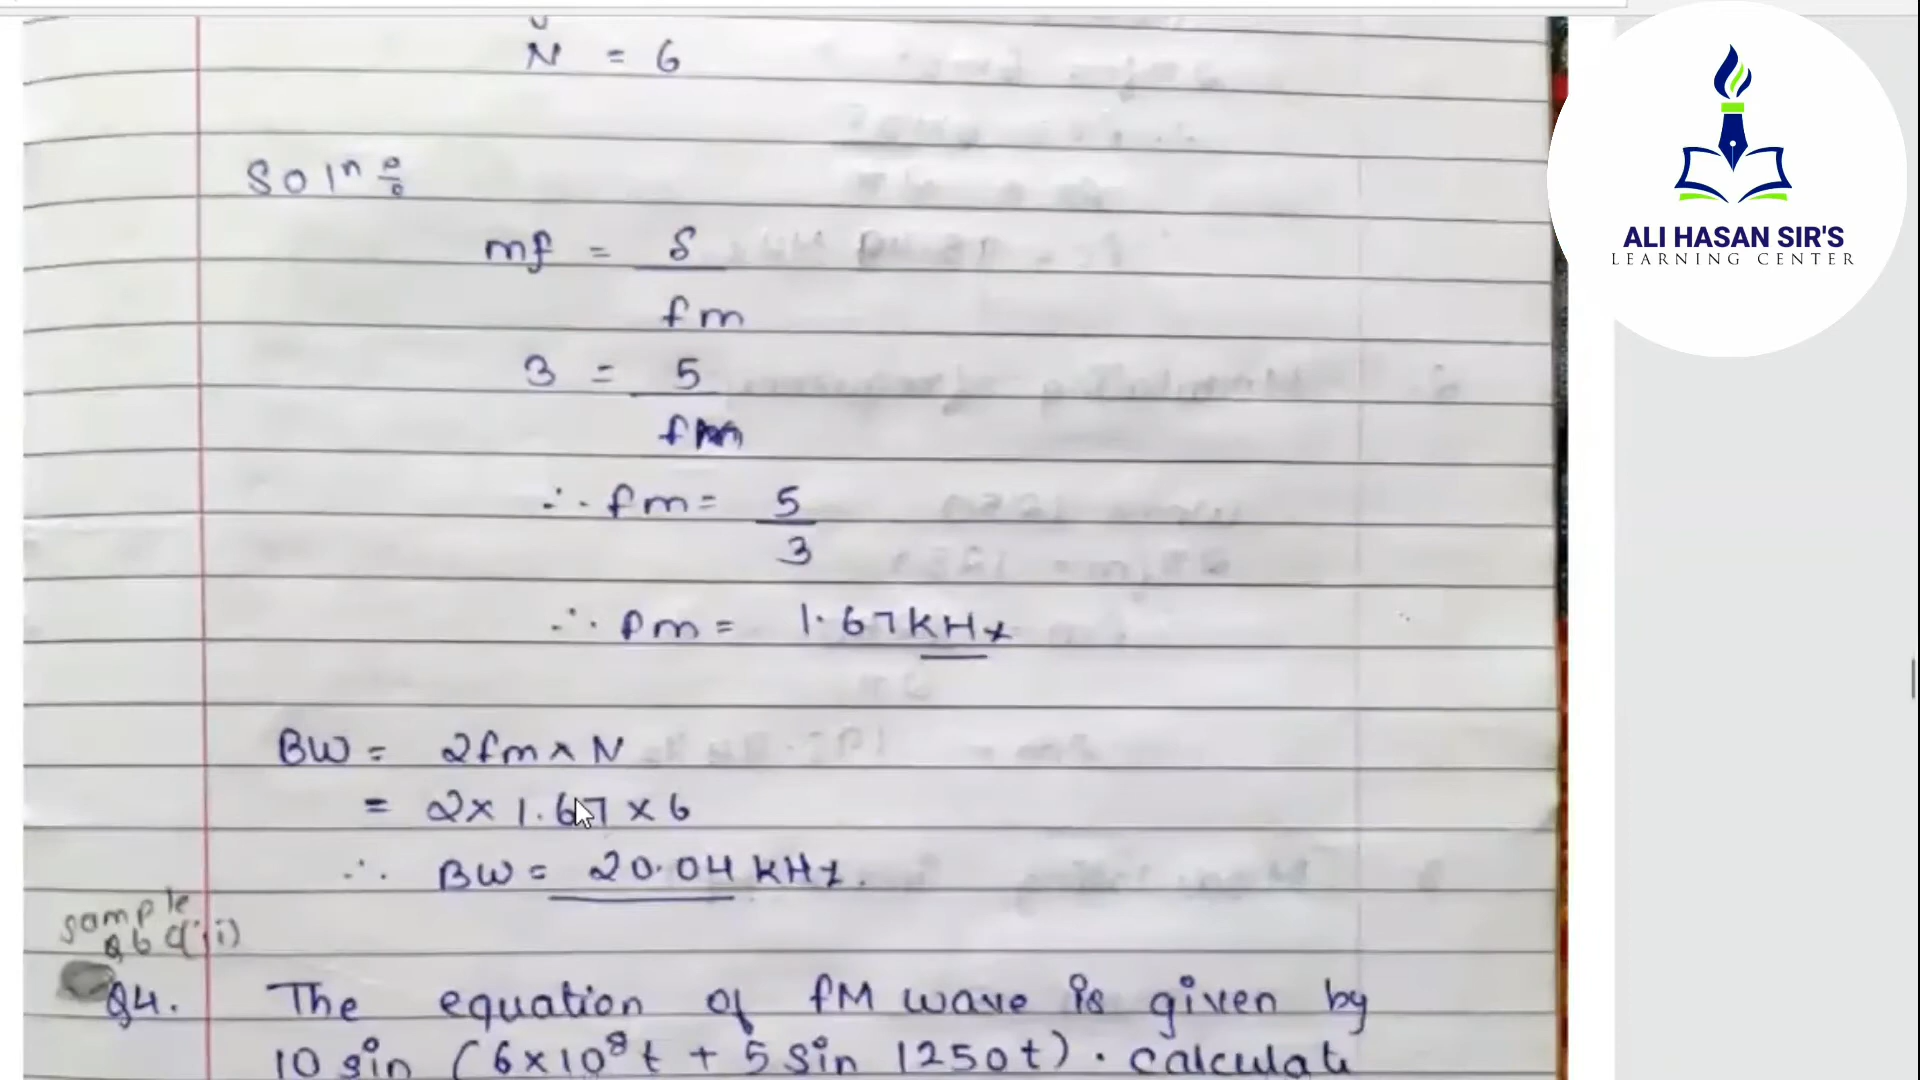 N = 6
Soln:
mf = δ
fm
3 = 5
fm
∴ fm = 5
3
∴ fm = 1.67 kHz
BW = 2fm × N
= 2 × 1.67 × 6
∴ BW = 20.04 kHz.
sample
Q6 C(ii)
Q4. The equation of fM wave is given by
10 sin (6×10⁸t + 5 sin 1250t). calculate
ALI HASAN SIR'S
LEARNING CENTER